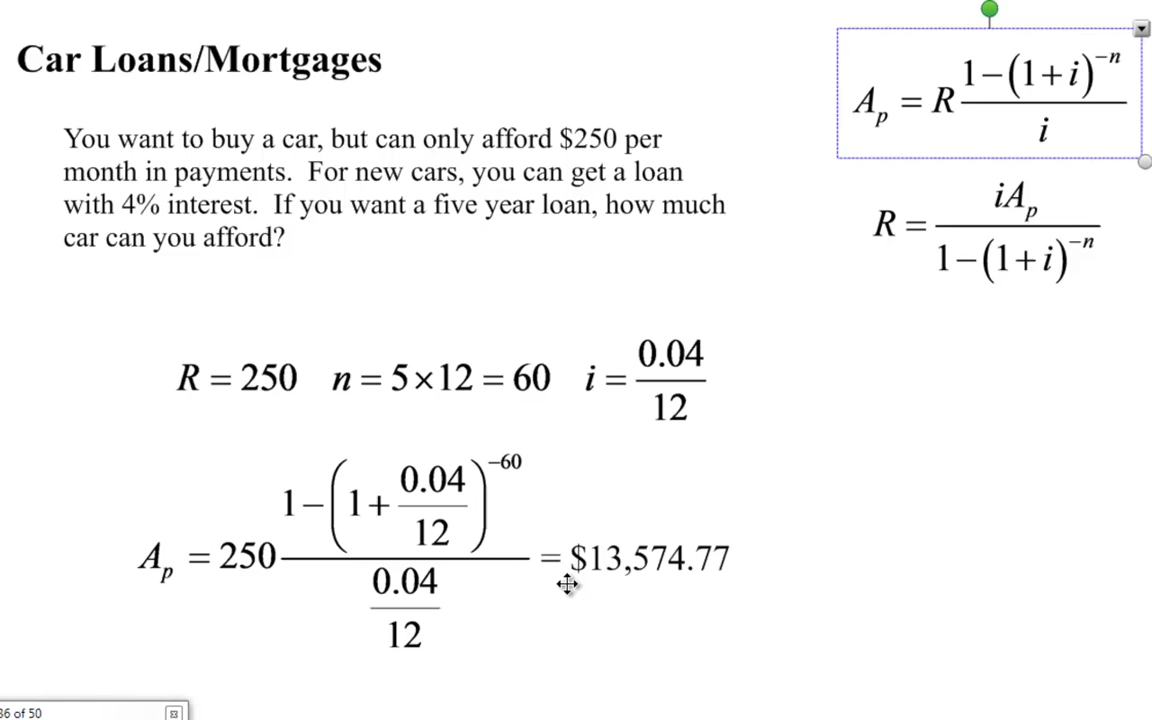 Car Loans/Mortgages
You want to buy a car, but can only afford $250 per
month in payments.  For new cars, you can get a loan
with 4% interest.  If you want a five year loan, how much
car can you afford?
A_p = R (1−(1+i)^−n) / i
R = iA_p / (1−(1+i)^−n)
R = 250   n = 5×12 = 60   i = 0.04/12
A_p = 250 (1−(1+0.04/12)^−60) / (0.04/12) = $13,574.77
36 of 50